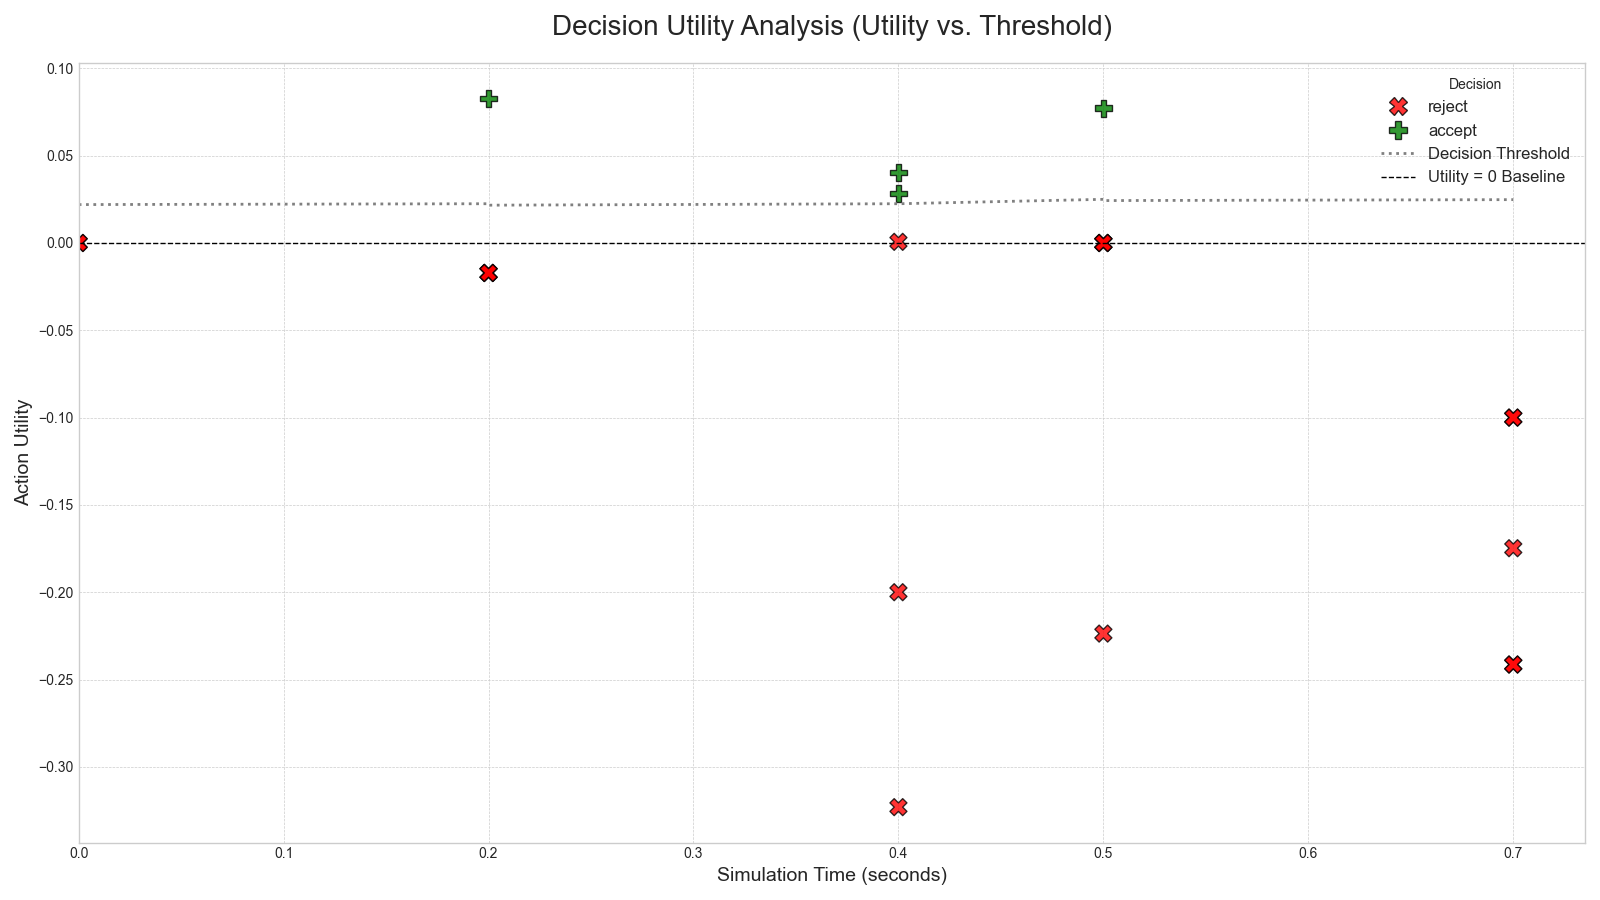 Decision Utility Analysis (Utility vs. Threshold)
Decision
reject
accept
Decision Threshold
Utility = 0 Baseline
Action Utility
0.10
0.05
0.00
−0.05
−0.10
−0.15
−0.20
−0.25
−0.30
0.0 0.1 0.2 0.3 0.4 0.5 0.6 0.7
Simulation Time (seconds)